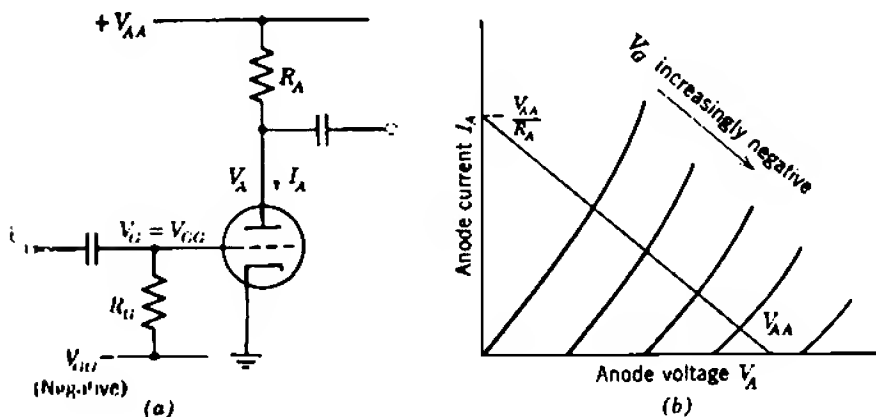 + V_AA
R_A
V_A
I_A
V_G = V_GG
R_G
V_GG
(Negative)
(a)
V_G increasingly negative
V_AA
R_A
Anode current I_A
V_AA
Anode voltage V_A
(b)